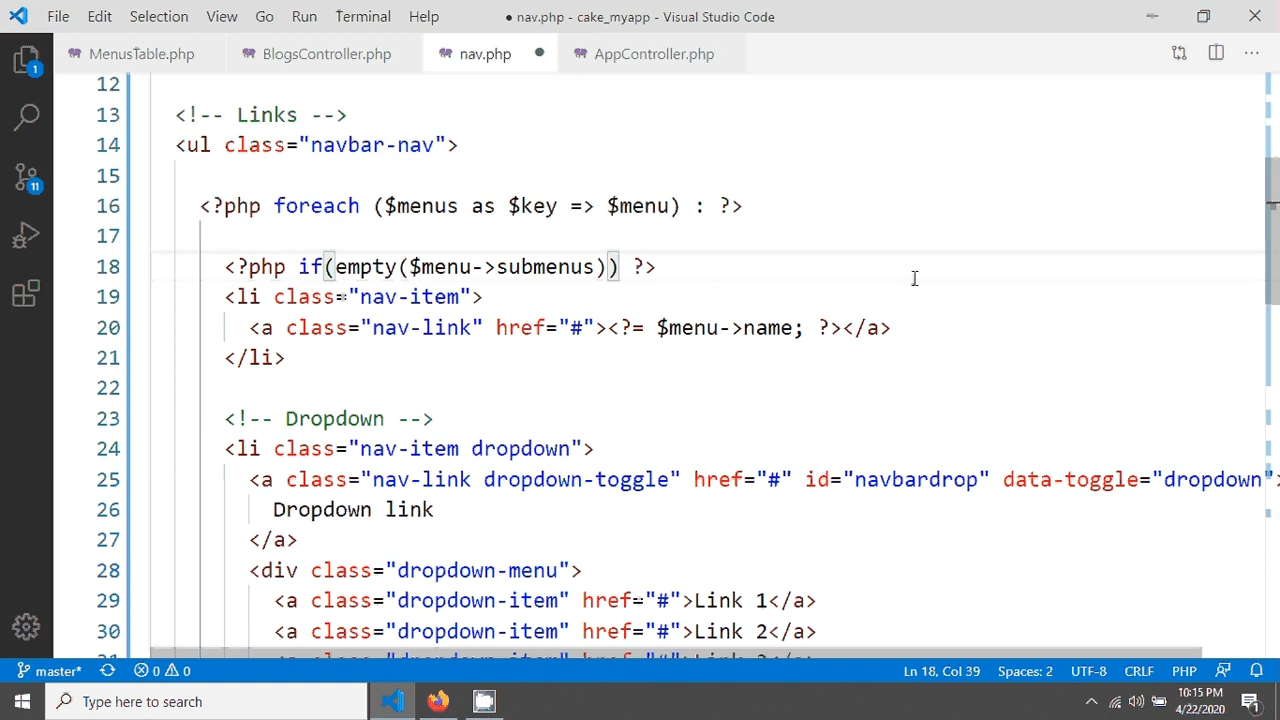 File Edit Selection View Go Run Terminal Help ● nav.php - cake_myapp - Visual Studio Code
MenusTable.php BlogsController.php nav.php AppController.php
1
11
12
13 <!-- Links -->
14 <ul class="navbar-nav">
15
16 <?php foreach ($menus as $key => $menu) : ?>
17
18 <?php if(empty($menu->submenus)) ?>
19 <li class="nav-item">
20 <a class="nav-link" href="#"><?= $menu->name; ?></a>
21 </li>
22
23 <!-- Dropdown -->
24 <li class="nav-item dropdown">
25 <a class="nav-link dropdown-toggle" href="#" id="navbardrop" data-toggle="dropdown">
26 Dropdown link
27 </a>
28 <div class="dropdown-menu">
29 <a class="dropdown-item" href="#">Link 1</a>
30 <a class="dropdown-item" href="#">Link 2</a>
master* 0 0 Ln 18, Col 39 Spaces: 2 UTF-8 CRLF PHP
Type here to search
10:15 PM
4/22/2020
1